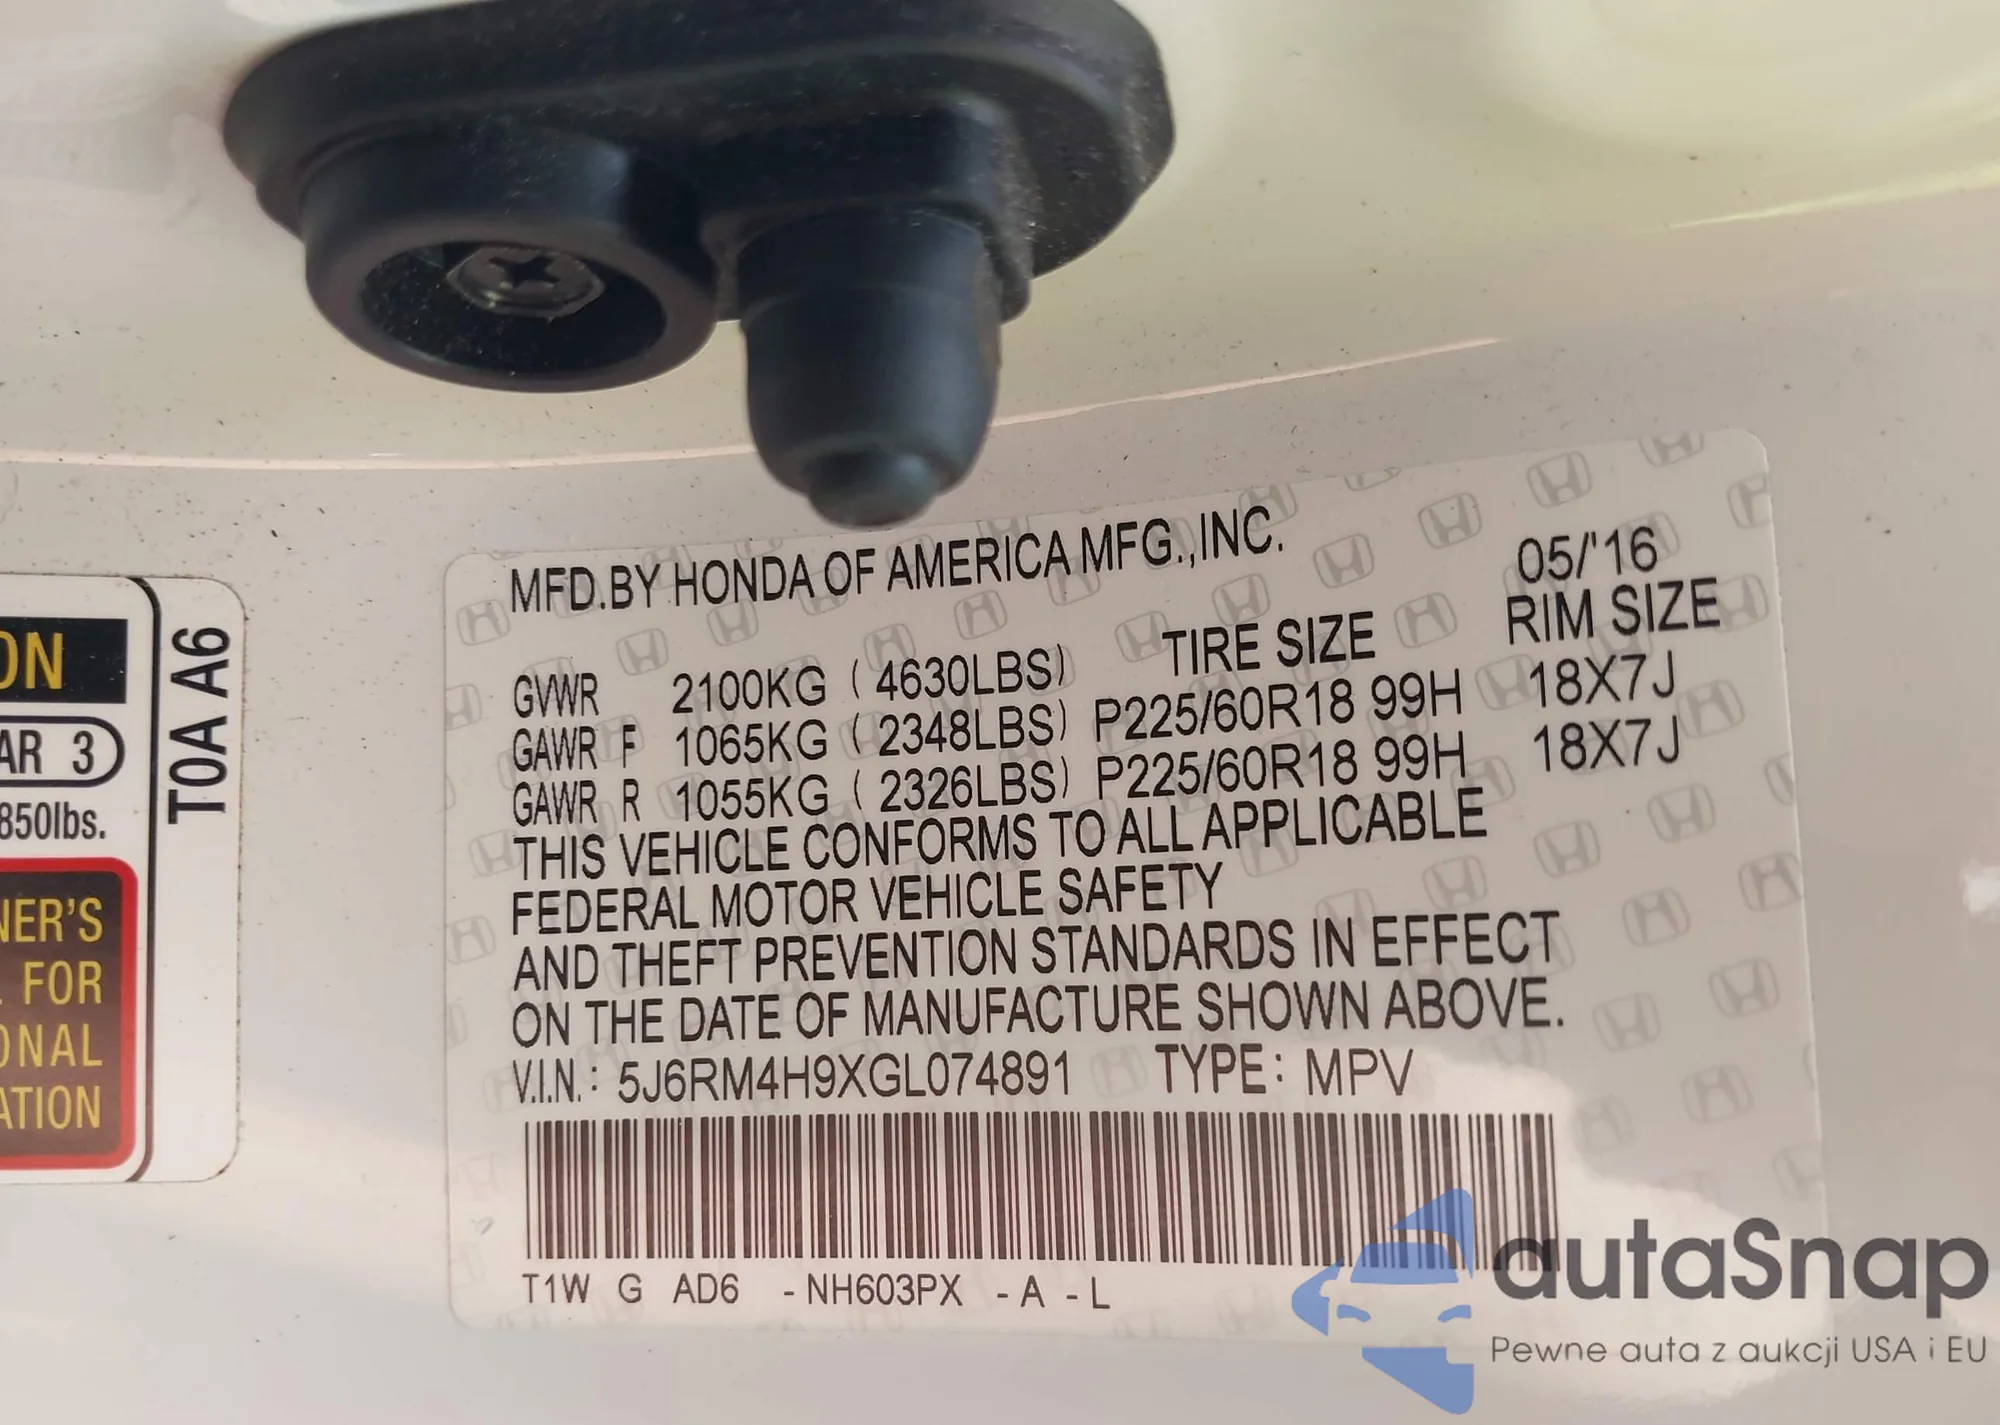 MFD.BY HONDA OF AMERICA MFG.,INC.
05/'16
TIRE SIZE RIM SIZE
GVWR 2100KG ( 4630LBS)
GAWR F 1065KG ( 2348LBS) P225/60R18 99H 18X7J
GAWR R 1055KG ( 2326LBS) P225/60R18 99H 18X7J
THIS VEHICLE CONFORMS TO ALL APPLICABLE
FEDERAL MOTOR VEHICLE SAFETY
AND THEFT PREVENTION STANDARDS IN EFFECT
ON THE DATE OF MANUFACTURE SHOWN ABOVE.
V.I.N.: 5J6RM4H9XGL074891 TYPE: MPV
T1W G AD6 - NH603PX - A - L
ON
AR 3
850lbs.
NER'S
FOR
ONAL
ATION
T0A A6
autaSnap
Pewne auta z aukcji USA i EU